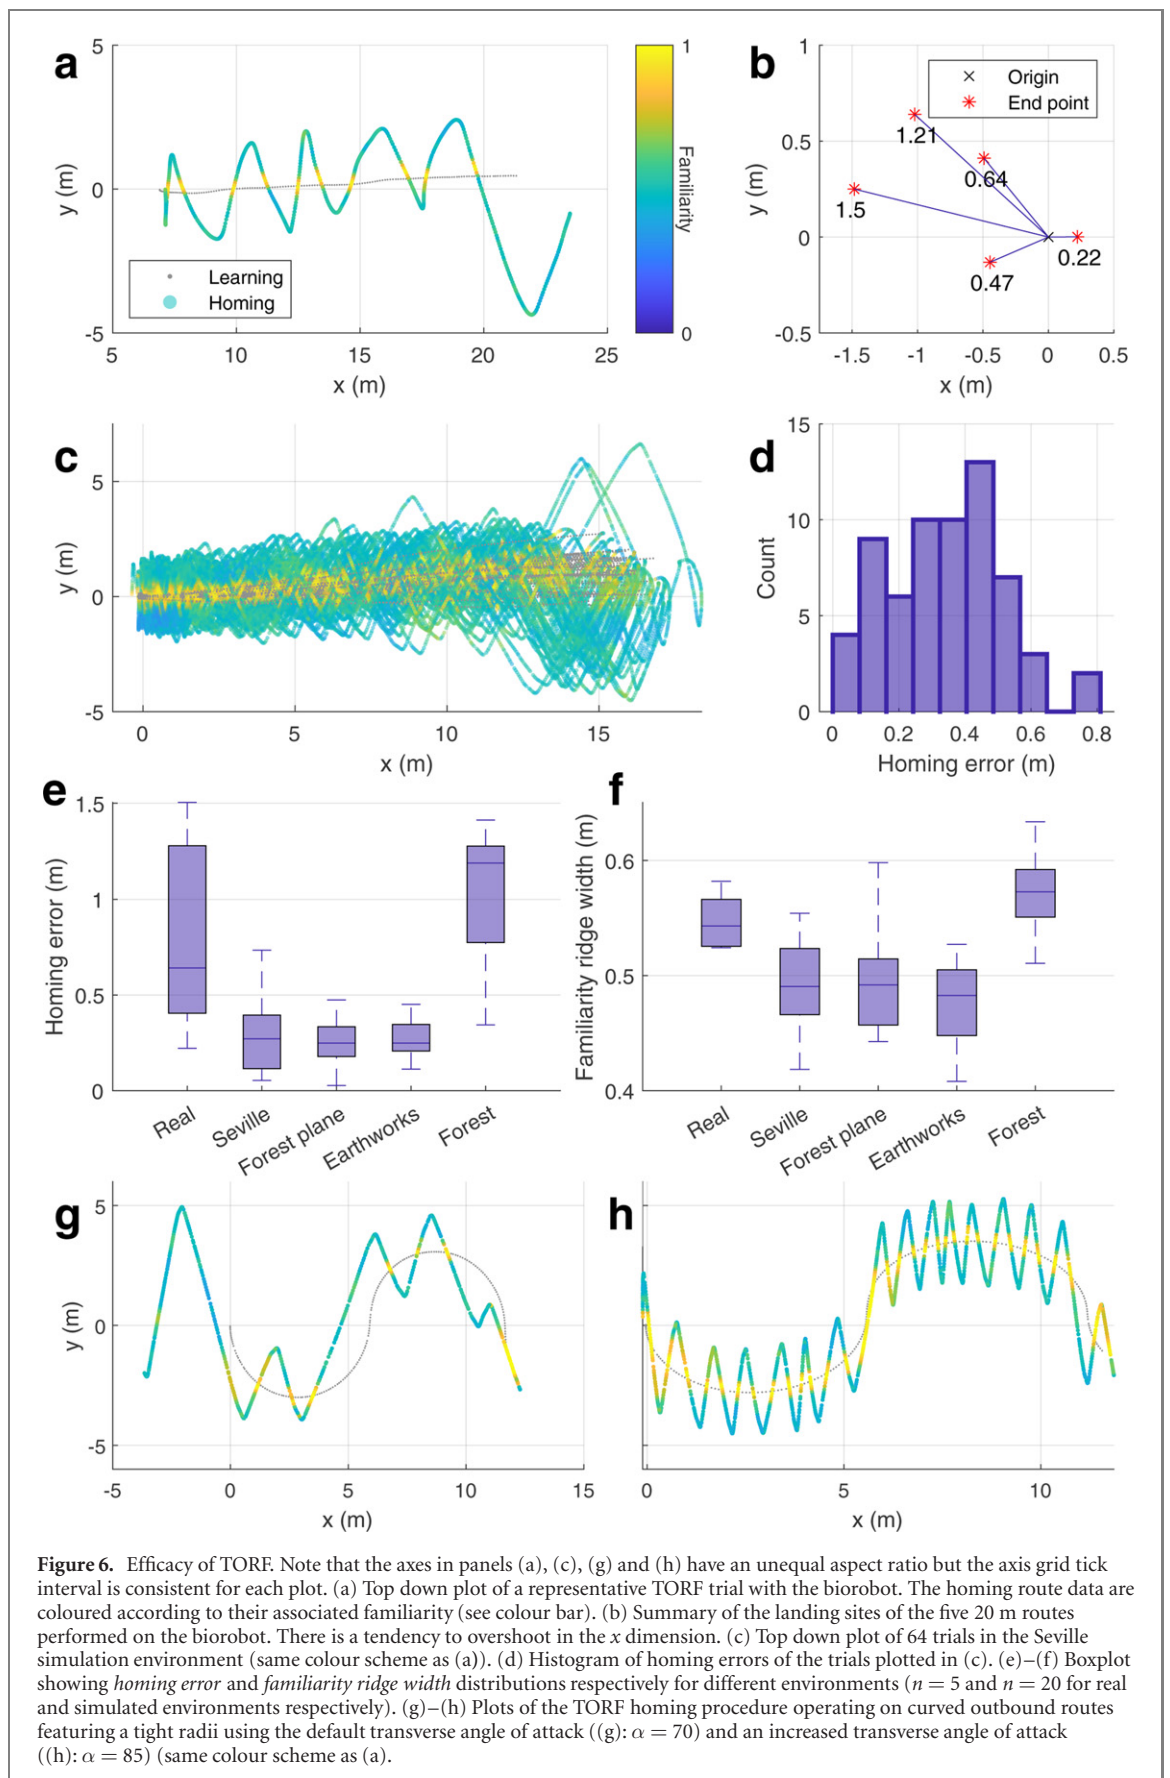 a
5
0
-5
5
10
15
20
25
x (m)
y (m)
Learning
Homing
1
0
Familiarity
b
1
0.5
0
-0.5
-1.5
-1
-0.5
0
0.5
x (m)
y (m)
Origin
End point
1.21
0.64
1.5
0.22
0.47
c
5
0
-5
0
5
10
15
x (m)
y (m)
d
15
10
5
0
0
0.2
0.4
0.6
0.8
Homing error (m)
Count
e
1.5
1
0.5
0
Homing error (m)
Real
Seville
Forest plane
Earthworks
Forest
f
0.6
0.5
0.4
Familiarity ridge width (m)
Real
Seville
Forest plane
Earthworks
Forest
g
5
0
-5
-5
0
5
10
15
x (m)
y (m)
h
0
5
10
x (m)
Figure 6. Efficacy of TORF. Note that the axes in panels (a), (c), (g) and (h) have an unequal aspect ratio but the axis grid tick
interval is consistent for each plot. (a) Top down plot of a representative TORF trial with the biorobot. The homing route data are
coloured according to their associated familiarity (see colour bar). (b) Summary of the landing sites of the five 20 m routes
performed on the biorobot. There is a tendency to overshoot in the x dimension. (c) Top down plot of 64 trials in the Seville
simulation environment (same colour scheme as (a)). (d) Histogram of homing errors of the trials plotted in (c). (e)–(f) Boxplot
showing homing error and familiarity ridge width distributions respectively for different environments (n = 5 and n = 20 for real
and simulated environments respectively). (g)–(h) Plots of the TORF homing procedure operating on curved outbound routes
featuring a tight radii using the default transverse angle of attack ((g): α = 70) and an increased transverse angle of attack
((h): α = 85) (same colour scheme as (a).